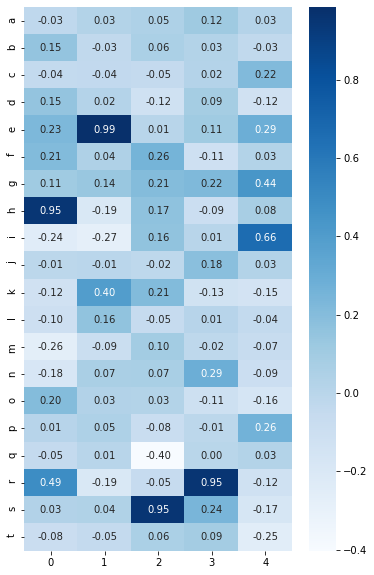 a -0.03 0.03 0.05 0.12 0.03
b 0.15 -0.03 0.06 0.03 -0.03
c -0.04 -0.04 -0.05 0.02 0.22
d 0.15 0.02 -0.12 0.09 -0.12
e 0.23 0.99 0.01 0.11 0.29
f 0.21 0.04 0.26 -0.11 0.03
g 0.11 0.14 0.21 0.22 0.44
h 0.95 -0.19 0.17 -0.09 0.08
i -0.24 -0.27 0.16 0.01 0.66
j -0.01 -0.01 -0.02 0.18 0.03
k -0.12 0.40 0.21 -0.13 -0.15
l -0.10 0.16 -0.05 0.01 -0.04
m -0.26 -0.09 0.10 -0.02 -0.07
n -0.18 0.07 0.07 0.29 -0.09
o 0.20 0.03 0.03 -0.11 -0.16
p 0.01 0.05 -0.08 -0.01 0.26
q -0.05 0.01 -0.40 0.00 0.03
r 0.49 -0.19 -0.05 0.95 -0.12
s 0.03 0.04 0.95 0.24 -0.17
t -0.08 -0.05 0.06 0.09 -0.25
0 1 2 3 4
0.8
0.6
0.4
0.2
0.0
−0.2
−0.4